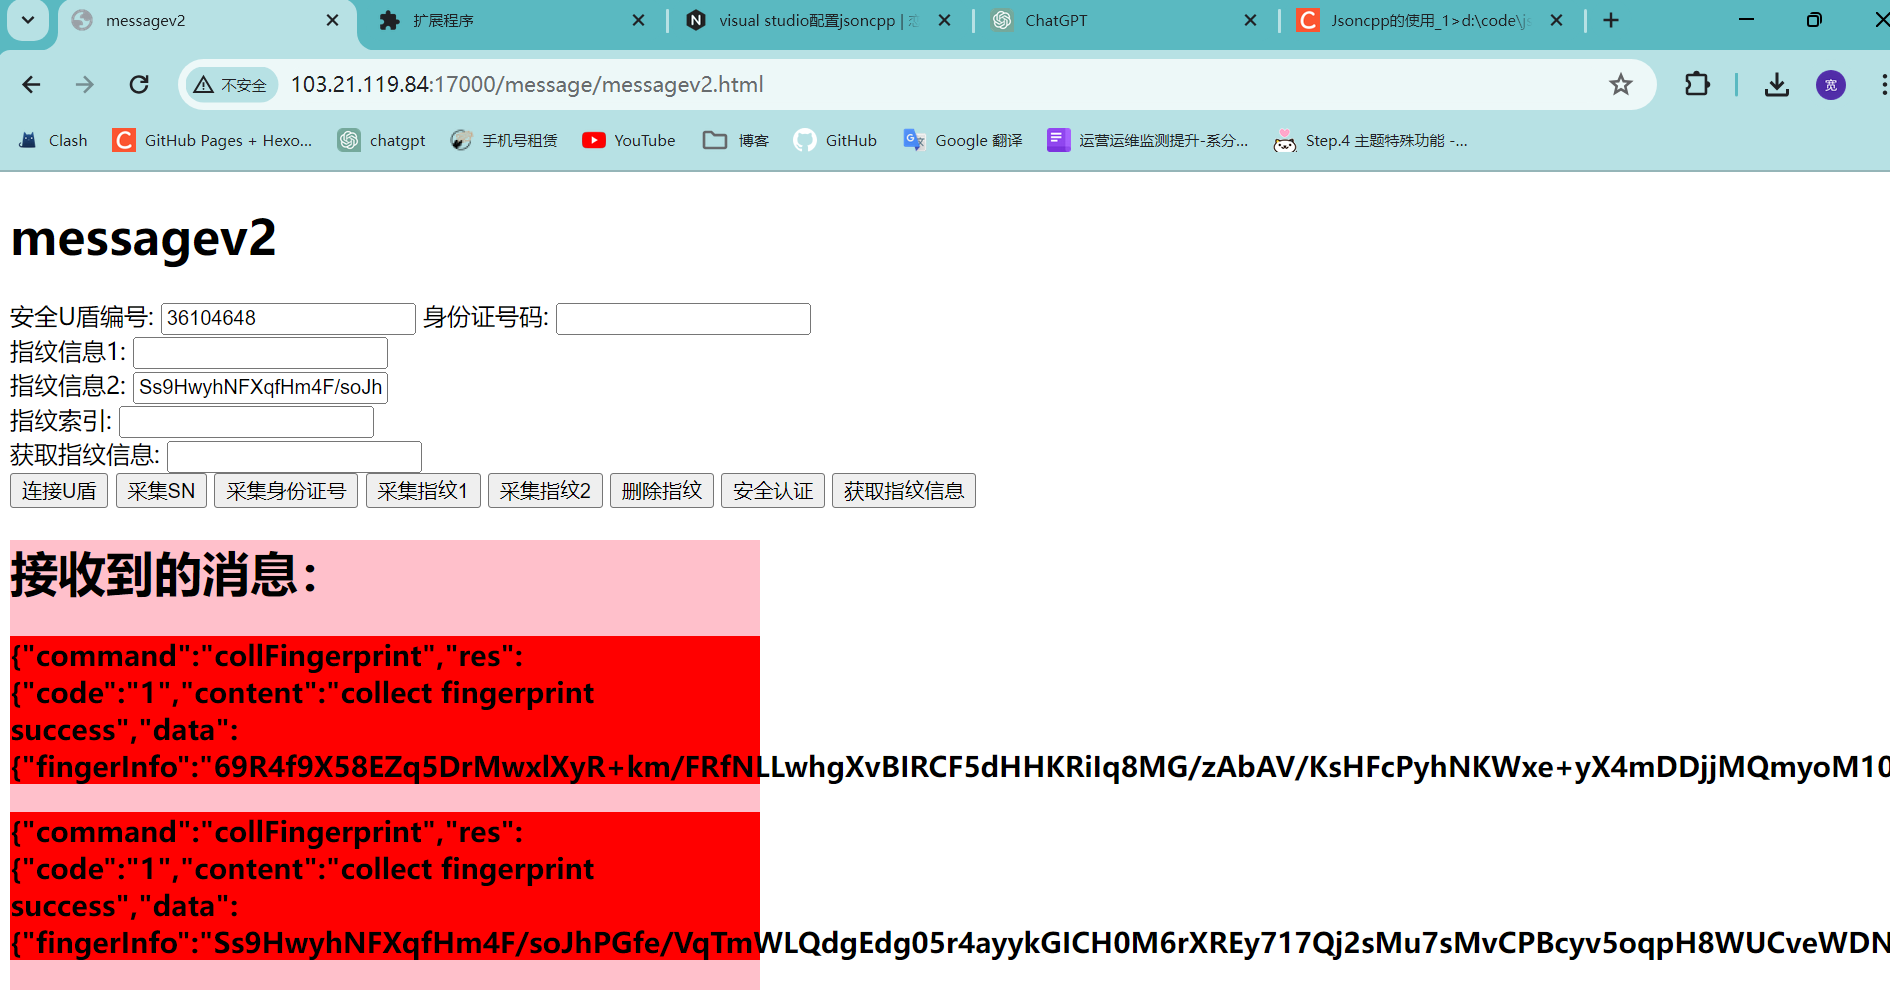 messagev2
扩展程序
visual studio配置jsoncpp |
ChatGPT
Jsoncpp的使用_1>d:\code\js
不安全
103.21.119.84:17000/message/messagev2.html
宽
Clash
GitHub Pages + Hexo...
chatgpt
手机号租赁
YouTube
博客
GitHub
Google 翻译
运营运维监测提升-系分...
Step.4 主题特殊功能 -...
messagev2
安全U盾编号: 36104648 身份证号码:
指纹信息1:
指纹信息2: Ss9HwyhNFXqfHm4F/soJh
指纹索引:
获取指纹信息:
连接U盾 采集SN 采集身份证号 采集指纹1 采集指纹2 删除指纹 安全认证 获取指纹信息
接收到的消息：
{"command":"collFingerprint","res":
{"code":"1","content":"collect fingerprint
success","data":
{"fingerInfo":"69R4f9X58EZq5DrMwxlXyR+km/FRfNLLwhgXvBIRCF5dHHKRiIq8MG/zAbAV/KsHFcPyhNKWxe+yX4mDDjjMQmyoM10
{"command":"collFingerprint","res":
{"code":"1","content":"collect fingerprint
success","data":
{"fingerInfo":"Ss9HwyhNFXqfHm4F/soJhPGfe/VqTmWLQdgEdg05r4ayykGICH0M6rXREy717Qj2sMu7sMvCPBcyv5oqpH8WUCveWDN